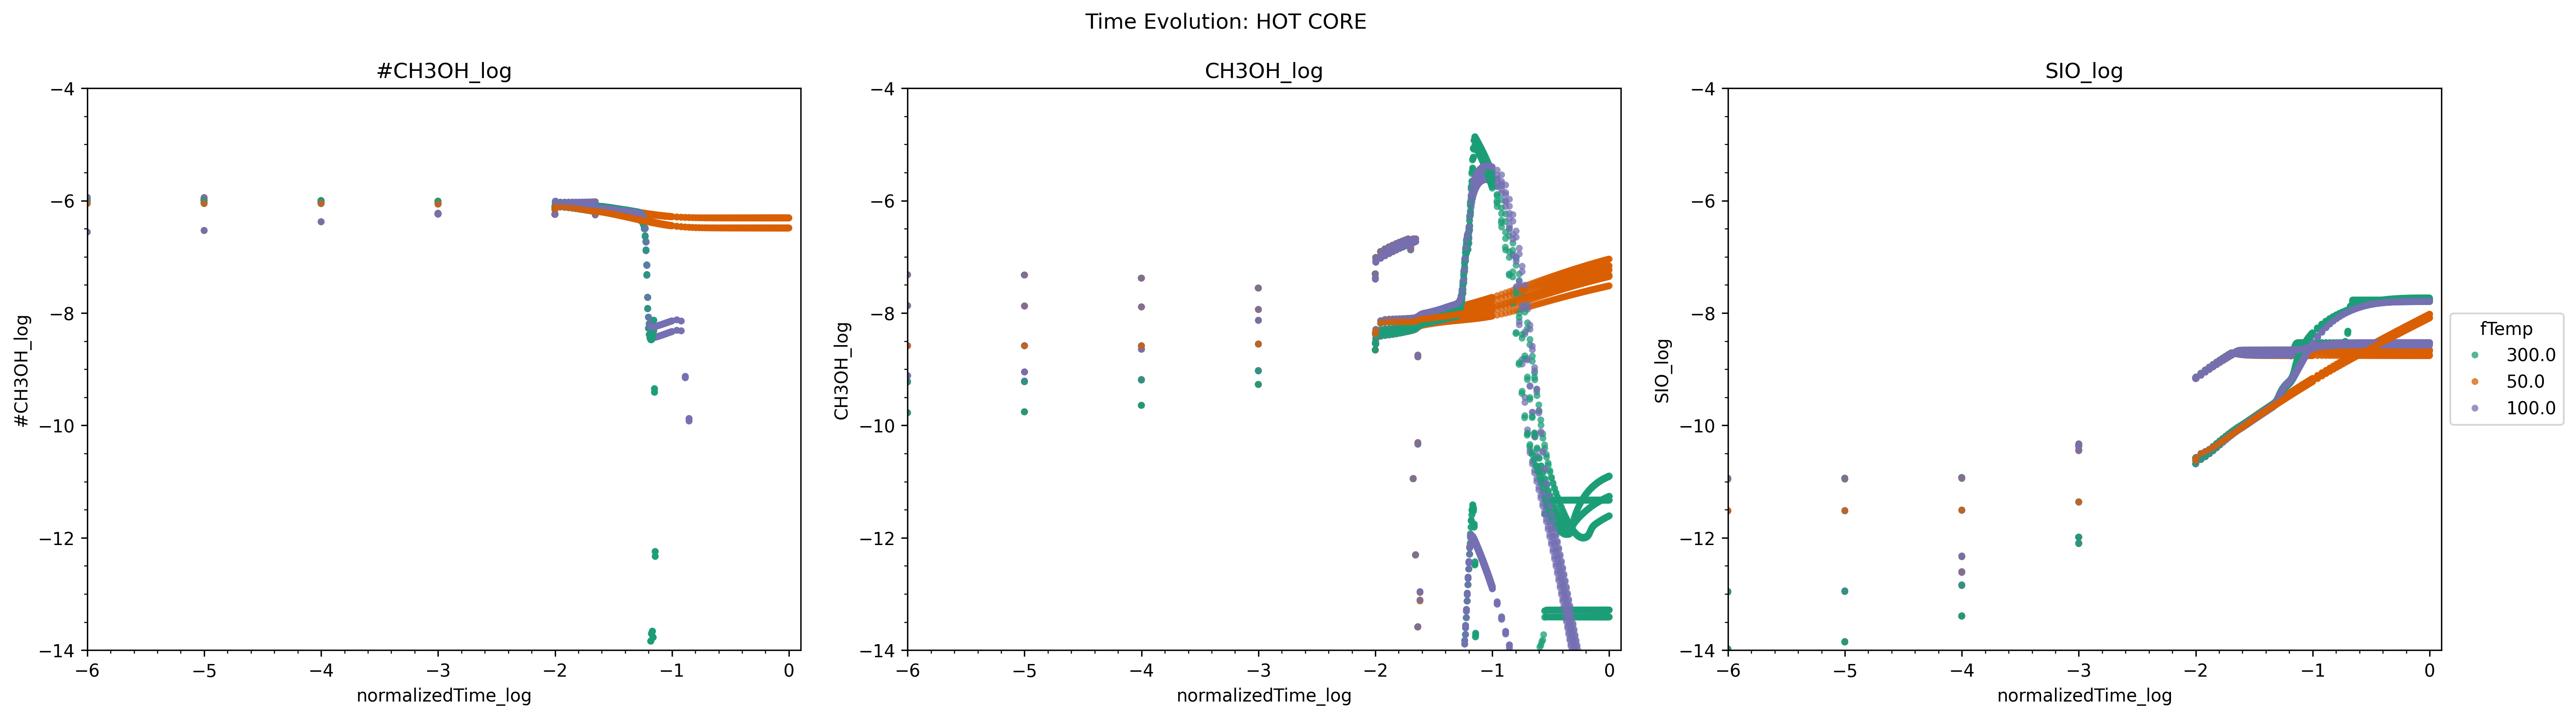 Time Evolution: HOT CORE
#CH3OH_log
−4
−6
−8
−10
−12
−14
#CH3OH_log
−6 −5 −4 −3 −2 −1 0
normalizedTime_log
CH3OH_log
−4
−6
−8
−10
−12
−14
CH3OH_log
−6 −5 −4 −3 −2 −1 0
normalizedTime_log
SIO_log
−4
−6
−8
−10
−12
−14
SIO_log
−6 −5 −4 −3 −2 −1 0
normalizedTime_log
fTemp
300.0
50.0
100.0